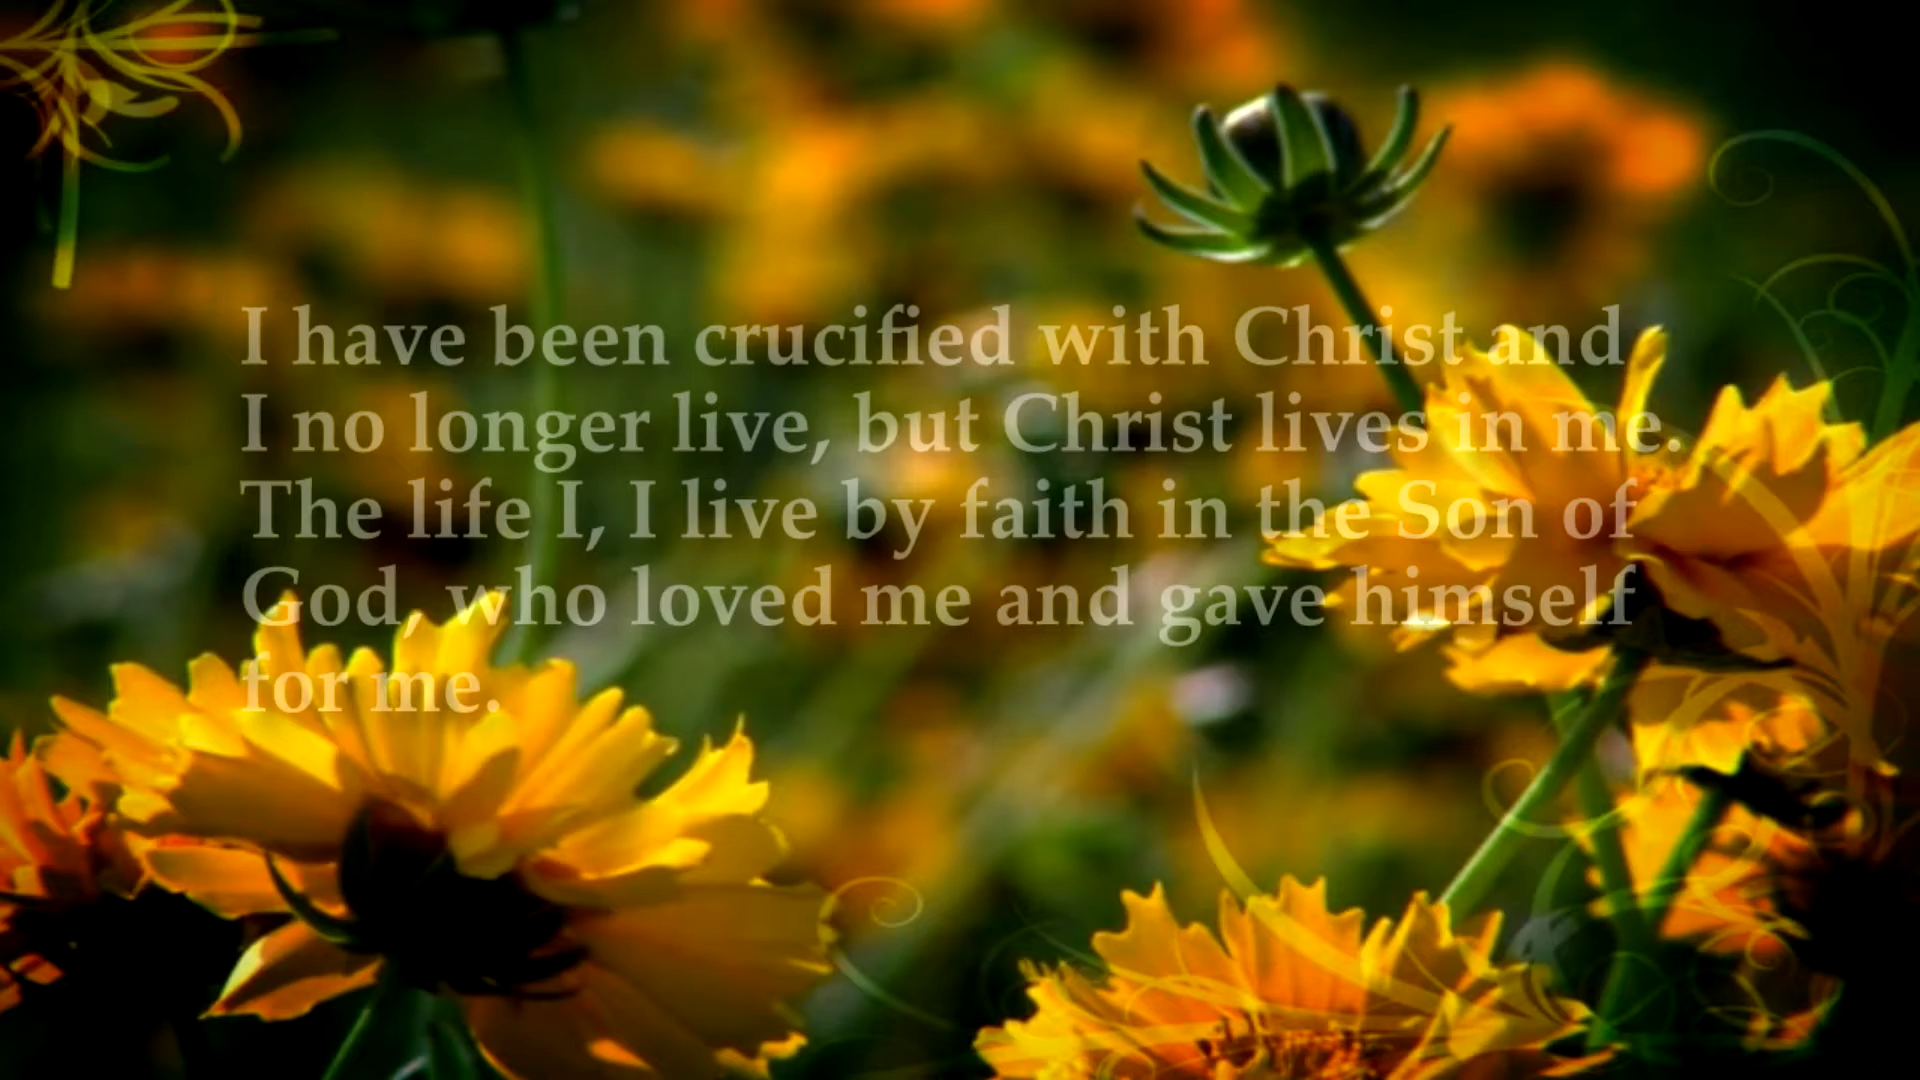 I have been crucified with Christ and
I no longer live, but Christ lives in me.
The life I, I live by faith in the Son of
God, who loved me and gave himself
for me.